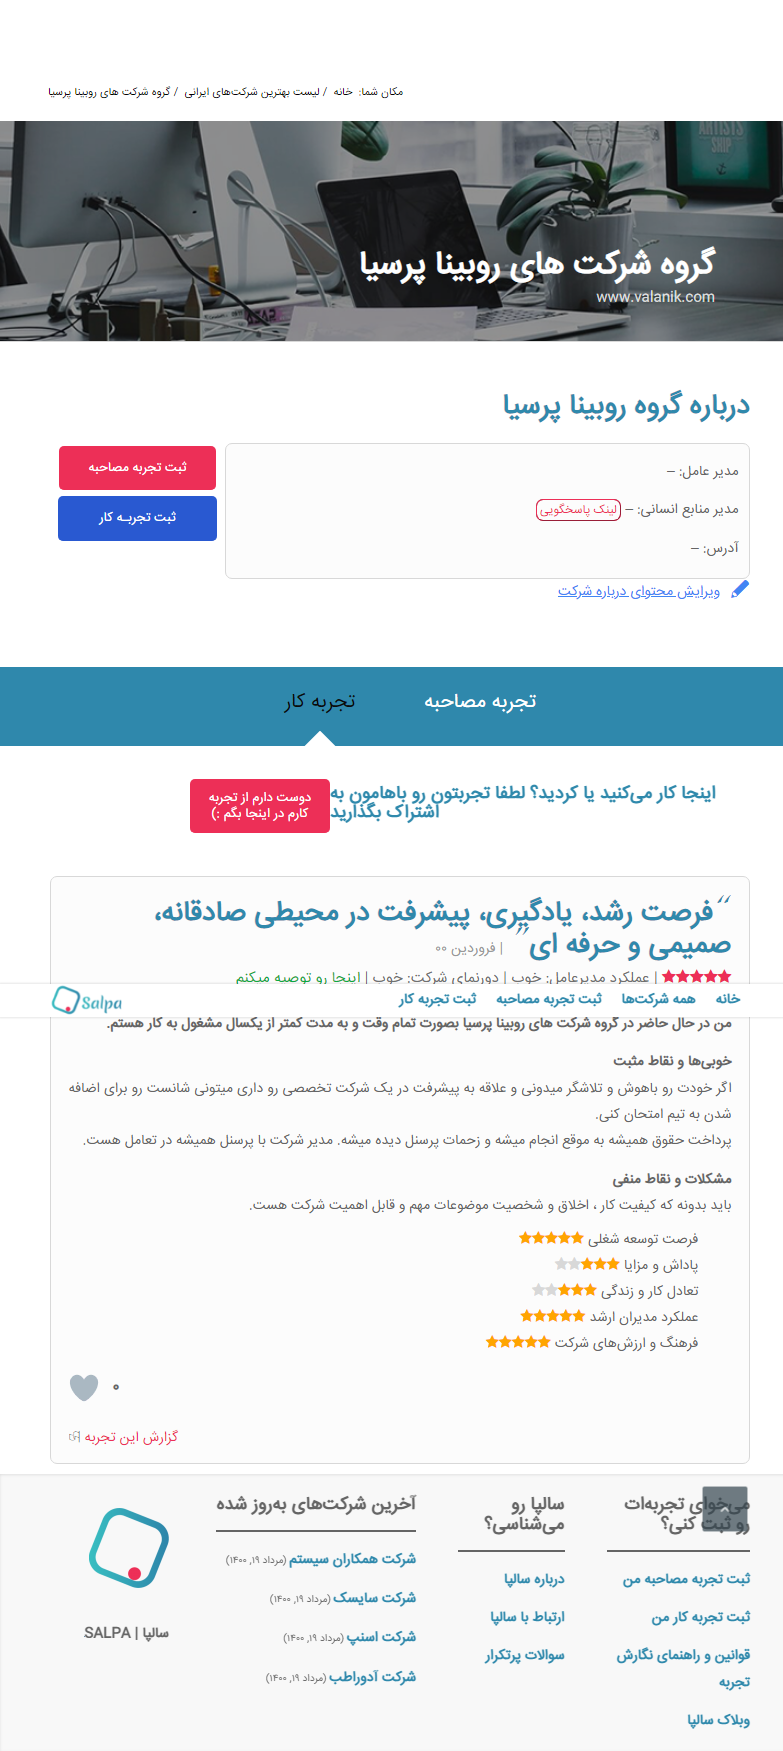 مکان شما: خانه / لیست بهترین شرکت‌های ایرانی / گروه شرکت های روبینا پرسیا
ARTISTS
SHIP
گروه شرکت های روبینا پرسیا
www.valanik.com
درباره گروه روبینا پرسیا
مدیر عامل: –
مدیر منابع انسانی: – لینک پاسخگویی
آدرس: –
ثبت تجربه مصاحبه
ثبت تجربـه کار
ویرایش محتوای درباره شرکت
تجربه مصاحبه
تجربه کار
اینجا کار می‌کنید یا کردید؟ لطفا تجربتون رو باهامون به
اشتراک بگذارید
دوست دارم از تجربه
کارم در اینجا بگم :)
“فرصت رشد، یادگیری، پیشرفت در محیطی صادقانه،
صمیمی و حرفه ای” | فروردین ۰۰
| عملکرد مدیرعامل: خوب | دورنمای شرکت: خوب | اینجا رو توصیه میکنم
خانه
همه شرکت‌ها
ثبت تجربه مصاحبه
ثبت تجربه کار
Salpa
من در حال حاضر در گروه شرکت های روبینا پرسیا بصورت تمام وقت و به مدت کمتر از یکسال مشغول به کار هستم.
خوبی‌ها و نقاط مثبت
اگر خودت رو باهوش و تلاشگر میدونی و علاقه به پیشرفت در یک شرکت تخصصی رو داری میتونی شانست رو برای اضافه
شدن به تیم امتحان کنی.
پرداخت حقوق همیشه به موقع انجام میشه و زحمات پرسنل دیده میشه. مدیر شرکت با پرسنل همیشه در تعامل هست.
مشکلات و نقاط منفی
باید بدونه که کیفیت کار ، اخلاق و شخصیت موضوعات مهم و قابل اهمیت شرکت هست.
فرصت توسعه شغلی
پاداش و مزایا
تعادل کار و زندگی
عملکرد مدیران ارشد
فرهنگ و ارزش‌های شرکت
۰
گزارش این تجربه
می‌خوای تجربه‌ات
رو ثبت کنی؟
ثبت تجربه مصاحبه من
ثبت تجربه کار من
قوانین و راهنمای نگارش
تجربه
وبلاک سالپا
سالپا رو
می‌شناسی؟
درباره سالپا
ارتباط با سالپا
سوالات پرتکرار
آخرین شرکت‌های به‌روز شده
شرکت همکاران سیستم (مرداد ۱۹, ۱۴۰۰)
شرکت سایسک (مرداد ۱۹, ۱۴۰۰)
شرکت اسنپ (مرداد ۱۹, ۱۴۰۰)
شرکت آدوراطب (مرداد ۱۹, ۱۴۰۰)
سالپا | SALPA